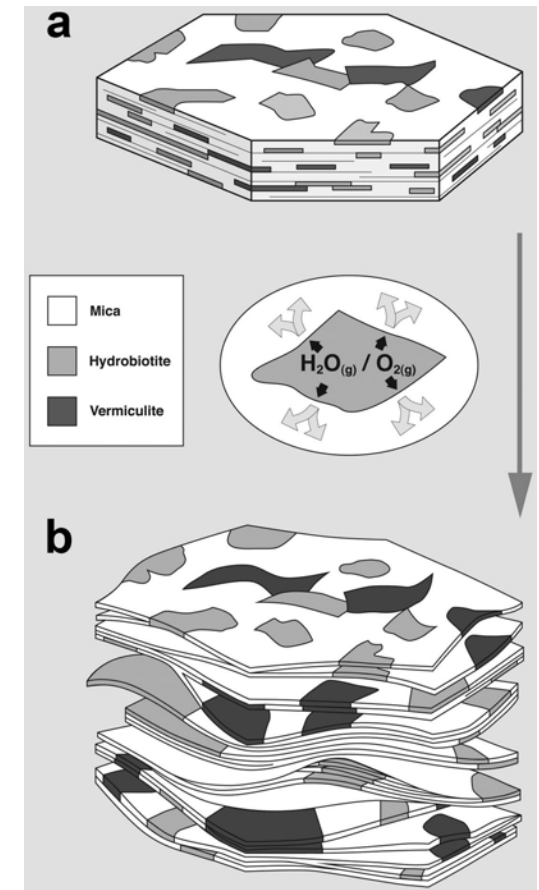 a
Mica
Hydrobiotite
Vermiculite
H₂O(g) / O₂(g)
b